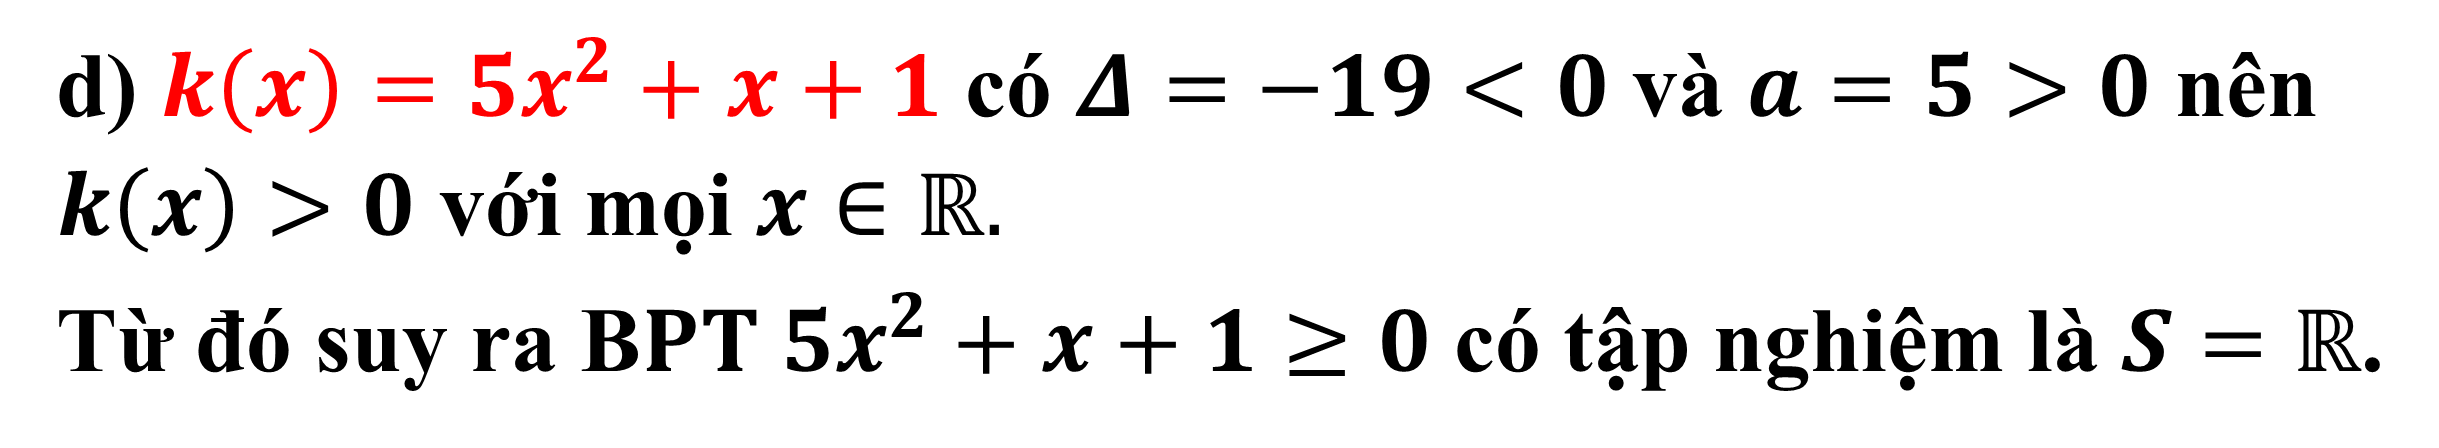 d) k(x) = 5x² + x + 1 có Δ = −19 < 0 và a = 5 > 0 nên
k(x) > 0 với mọi x ∈ ℝ.
Từ đó suy ra BPT 5x² + x + 1 ≥ 0 có tập nghiệm là S = ℝ.